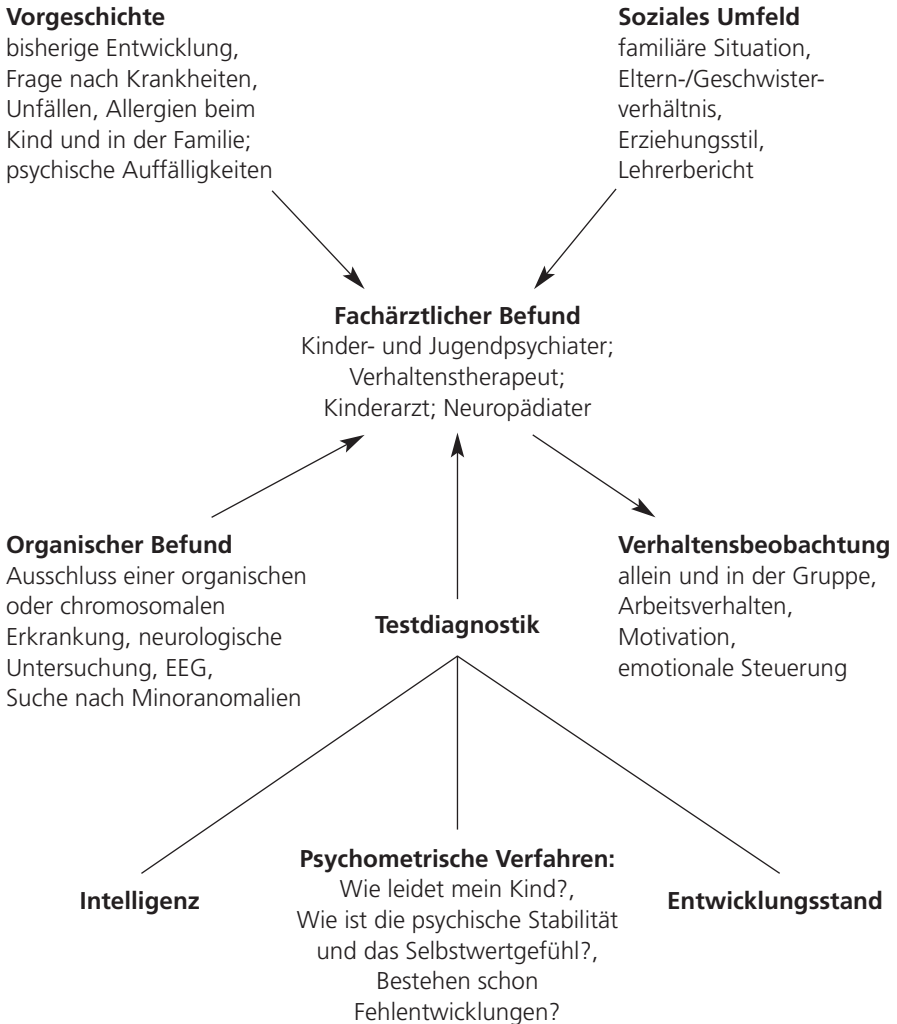 Vorgeschichte
bisherige Entwicklung,
Frage nach Krankheiten,
Unfällen, Allergien beim
Kind und in der Familie;
psychische Auffälligkeiten
Soziales Umfeld
familiäre Situation,
Eltern-/Geschwister-
verhältnis,
Erziehungsstil,
Lehrerbericht
Fachärztlicher Befund
Kinder- und Jugendpsychiater;
Verhaltenstherapeut;
Kinderarzt; Neuropädiater
Organischer Befund
Ausschluss einer organischen
oder chromosomalen
Erkrankung, neurologische
Untersuchung, EEG,
Suche nach Minoranomalien
Testdiagnostik
Verhaltensbeobachtung
allein und in der Gruppe,
Arbeitsverhalten,
Motivation,
emotionale Steuerung
Intelligenz
Psychometrische Verfahren:
Wie leidet mein Kind?,
Wie ist die psychische Stabilität
und das Selbstwertgefühl?,
Bestehen schon
Fehlentwicklungen?
Entwicklungsstand